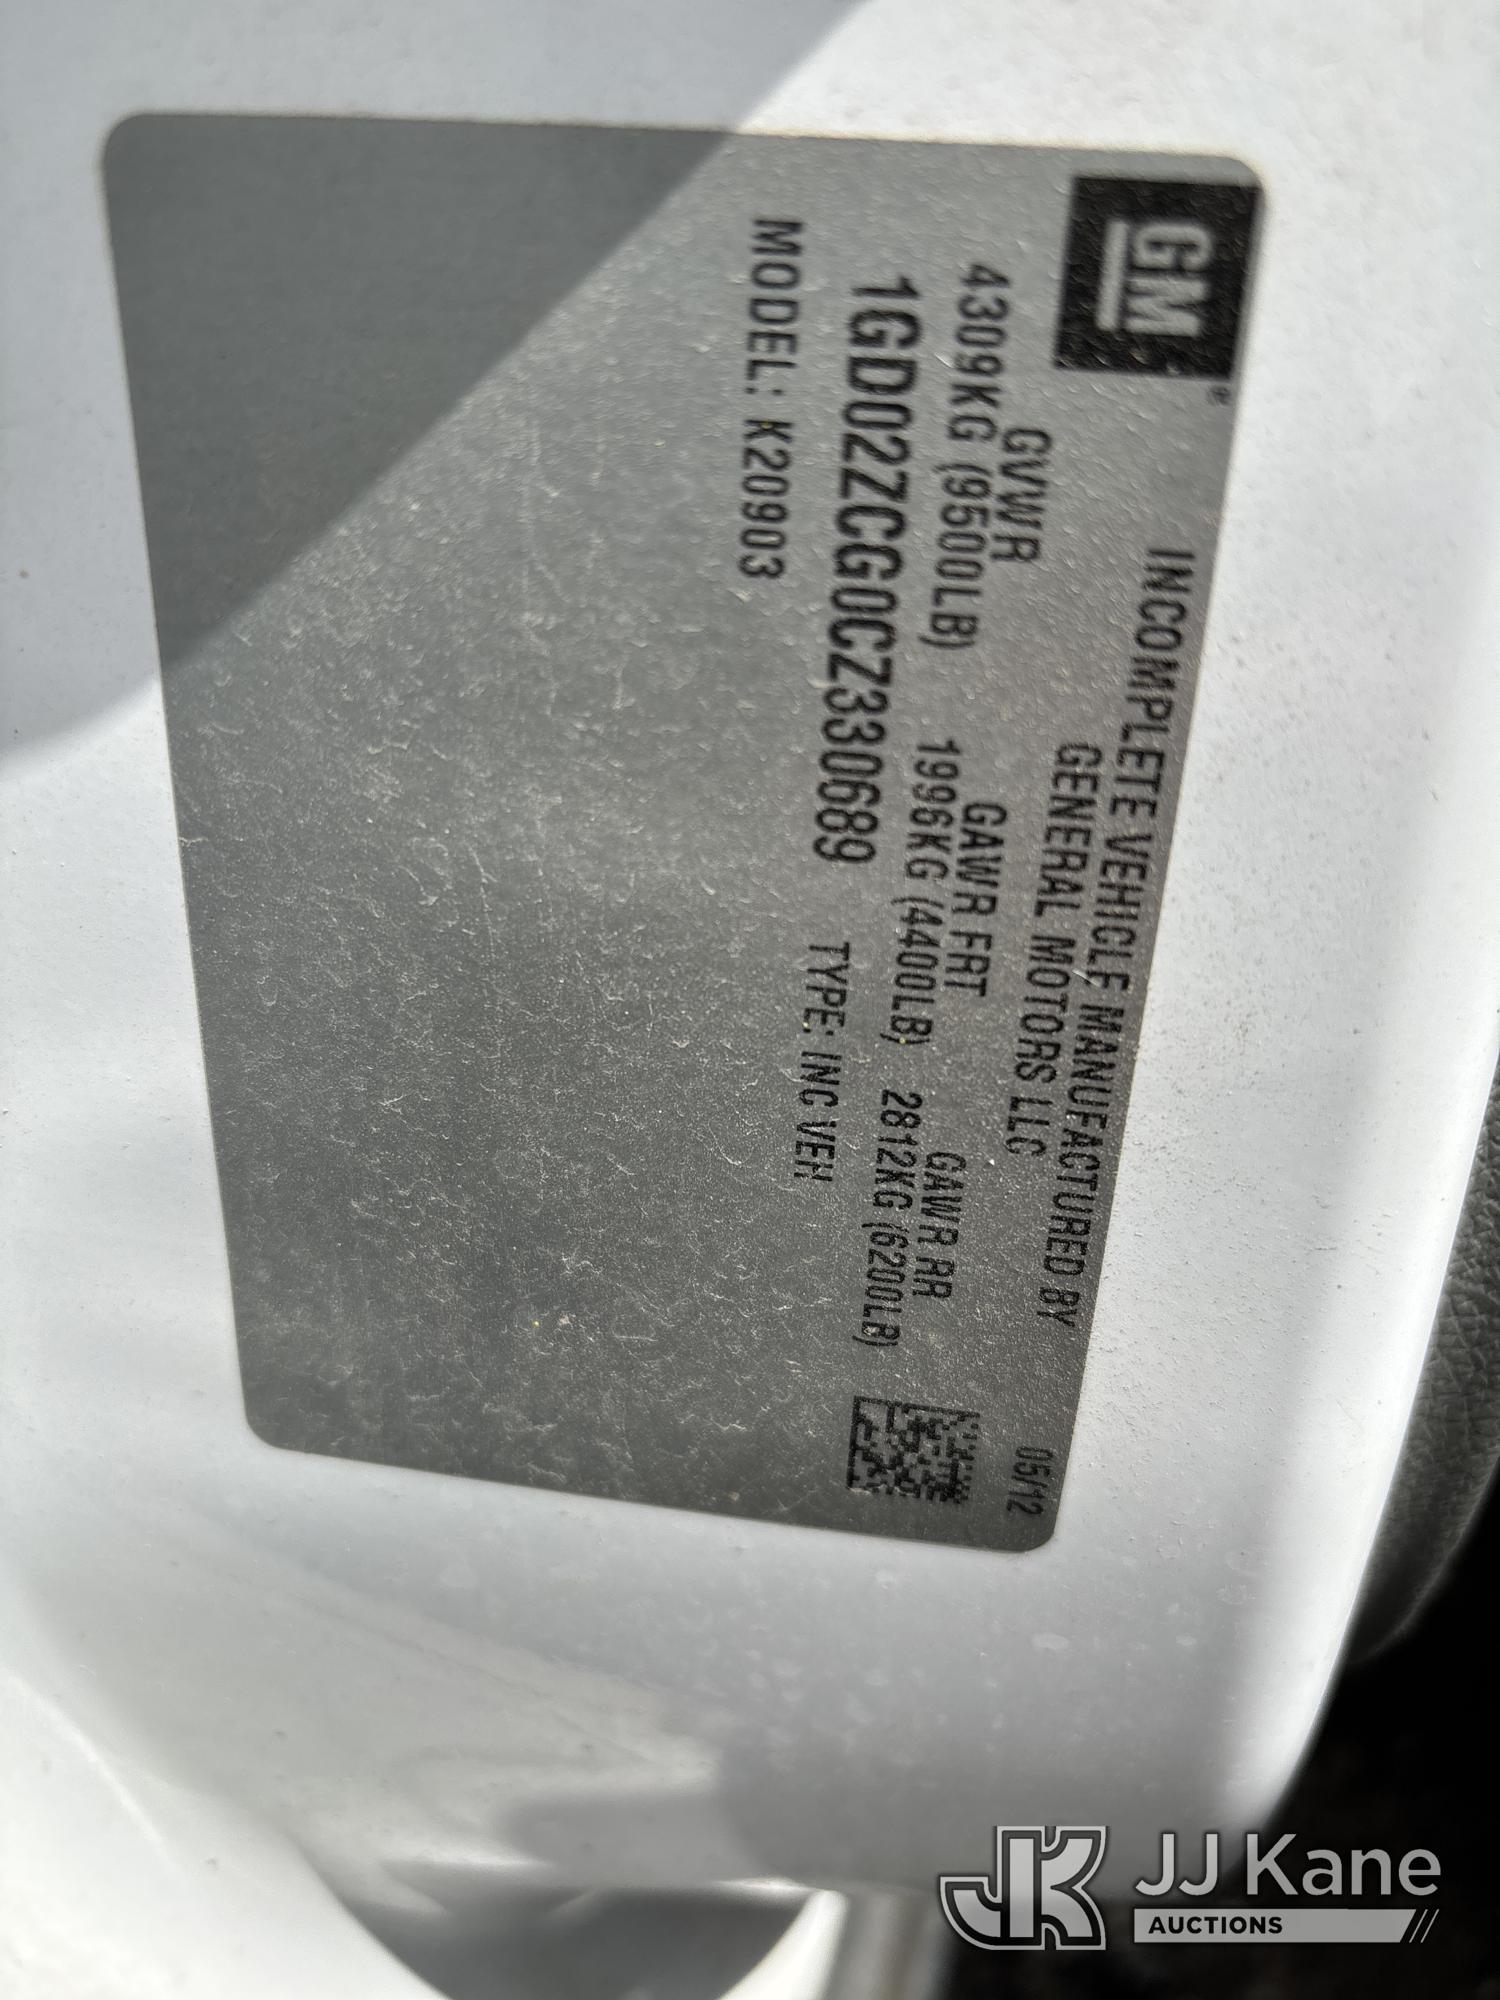 GM
INCOMPLETE VEHICLE MANUFACTURED BY
GENERAL MOTORS LLC
05/12
GVWR GAWR FRT GAWR RR
4309KG (9500LB) 1996KG (4400LB) 2812KG (6200LB)
1GD02ZCG0CZ330689 TYPE: INC VEH
MODEL: K20903
JK JJ Kane
AUCTIONS